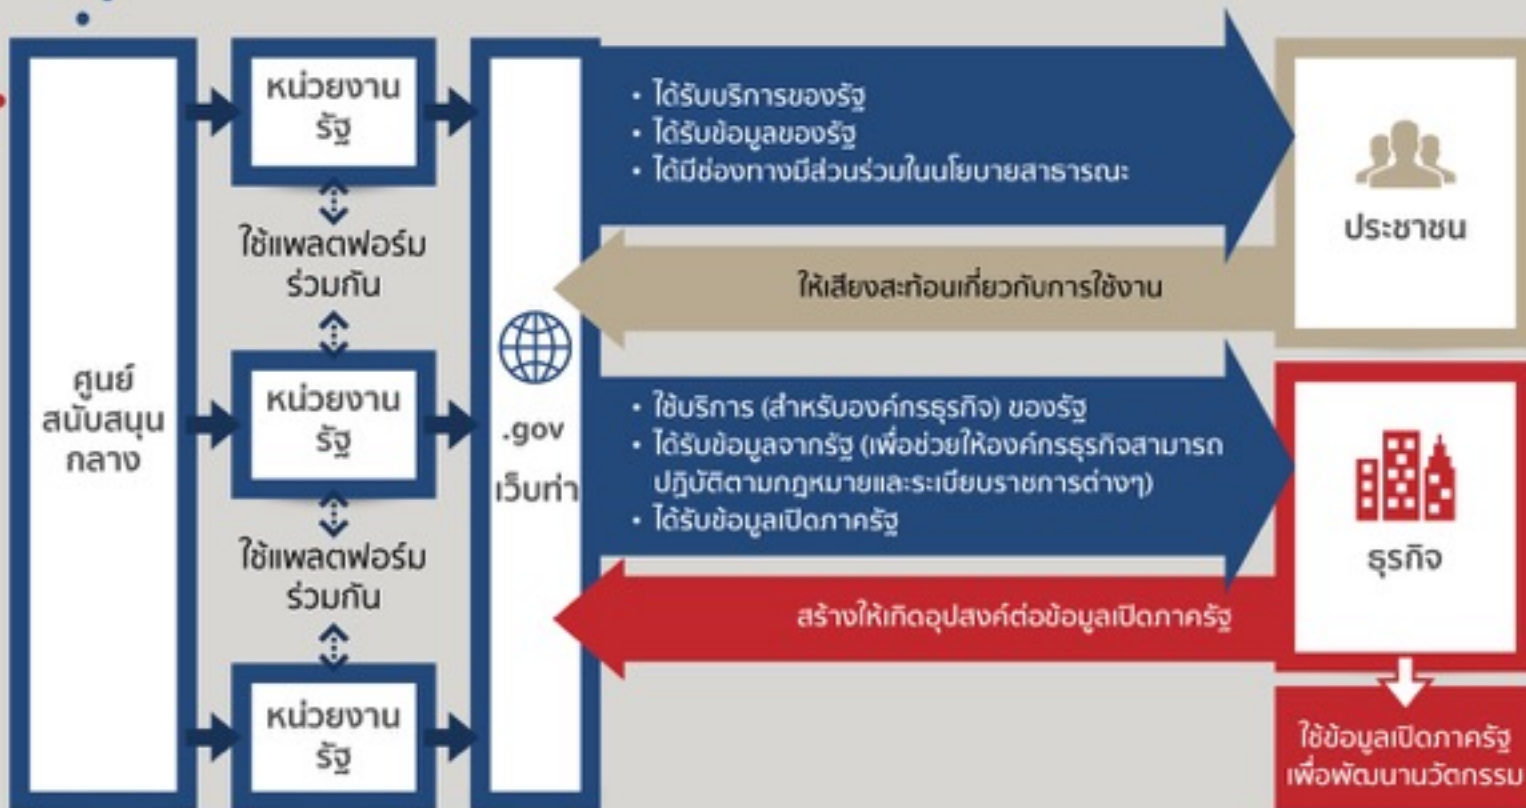 ศูนย์
สนับสนุน
กลาง
หน่วยงาน
รัฐ
ใช้แพลตฟอร์ม
ร่วมกัน
หน่วยงาน
รัฐ
ใช้แพลตฟอร์ม
ร่วมกัน
หน่วยงาน
รัฐ
.gov
เว็บท่า
• ได้รับบริการของรัฐ
• ได้รับข้อมูลของรัฐ
• ได้มีช่องทางมีส่วนร่วมในนโยบายสาธารณะ
ให้เสียงสะท้อนเกี่ยวกับการใช้งาน
• ใช้บริการ (สำหรับองค์กรธุรกิจ) ของรัฐ
• ได้รับข้อมูลจากรัฐ (เพื่อช่วยให้องค์กรธุรกิจสามารถ
ปฏิบัติตามกฎหมายและระเบียบราชการต่างๆ)
• ได้รับข้อมูลเปิดภาครัฐ
สร้างให้เกิดอุปสงค์ต่อข้อมูลเปิดภาครัฐ
ประชาชน
ธุรกิจ
ใช้ข้อมูลเปิดภาครัฐ
เพื่อพัฒนานวัตกรรม